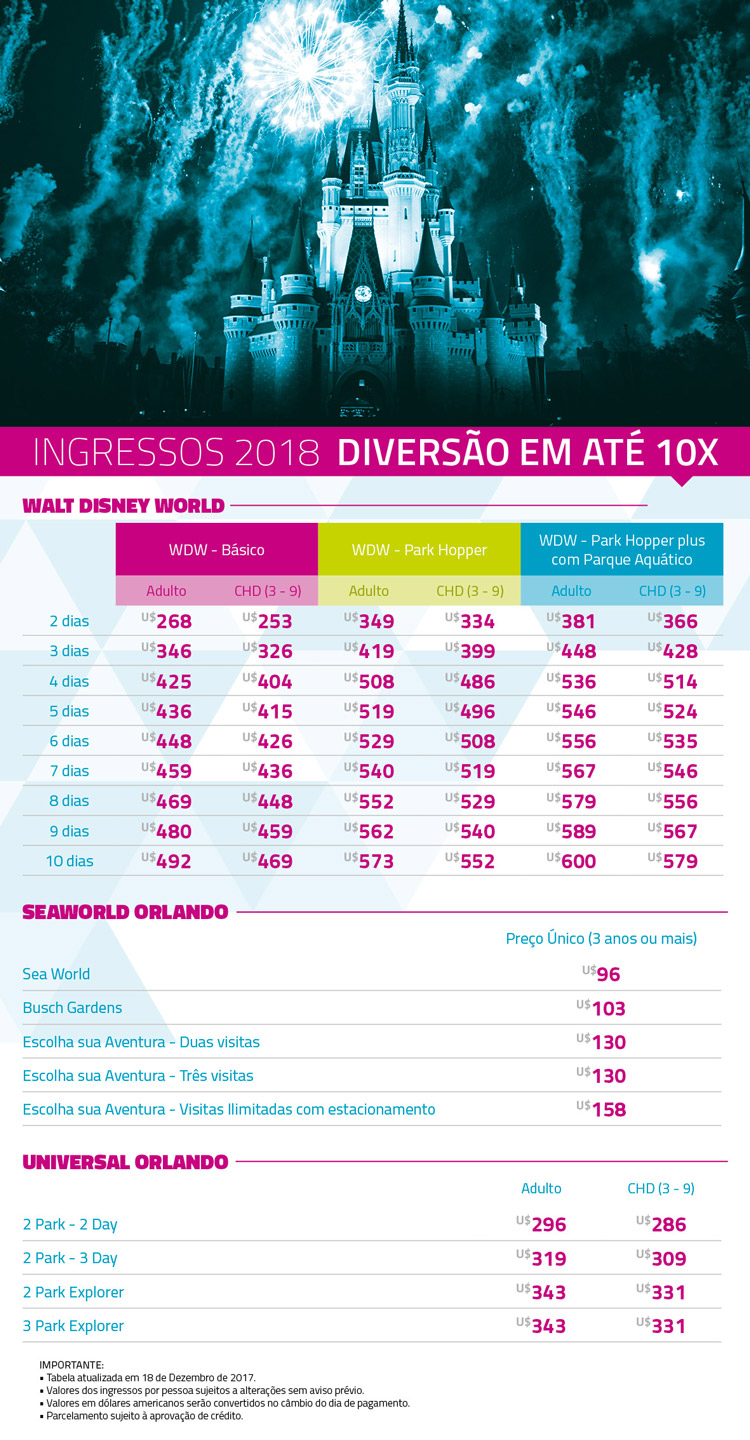 INGRESSOS 2018 DIVERSÃO EM ATÉ 10X
WALT DISNEY WORLD
WDW - Básico WDW - Park Hopper WDW - Park Hopper plus
com Parque Aquático
Adulto CHD (3 - 9) Adulto CHD (3 - 9) Adulto CHD (3 - 9)
2 dias U$268 U$253 U$349 U$334 U$381 U$366
3 dias U$346 U$326 U$419 U$399 U$448 U$428
4 dias U$425 U$404 U$508 U$486 U$536 U$514
5 dias U$436 U$415 U$519 U$496 U$546 U$524
6 dias U$448 U$426 U$529 U$508 U$556 U$535
7 dias U$459 U$436 U$540 U$519 U$567 U$546
8 dias U$469 U$448 U$552 U$529 U$579 U$556
9 dias U$480 U$459 U$562 U$540 U$589 U$567
10 dias U$492 U$469 U$573 U$552 U$600 U$579
SEAWORLD ORLANDO
Preço Único (3 anos ou mais)
Sea World U$96
Busch Gardens U$103
Escolha sua Aventura - Duas visitas U$130
Escolha sua Aventura - Três visitas U$130
Escolha sua Aventura - Visitas Ilimitadas com estacionamento U$158
UNIVERSAL ORLANDO
Adulto CHD (3 - 9)
2 Park - 2 Day U$296 U$286
2 Park - 3 Day U$319 U$309
2 Park Explorer U$343 U$331
3 Park Explorer U$343 U$331
IMPORTANTE:
▪ Tabela atualizada em 18 de Dezembro de 2017.
▪ Valores dos ingressos por pessoa sujeitos a alterações sem aviso prévio.
▪ Valores em dólares americanos serão convertidos no câmbio do dia de pagamento.
▪ Parcelamento sujeito à aprovação de crédito.